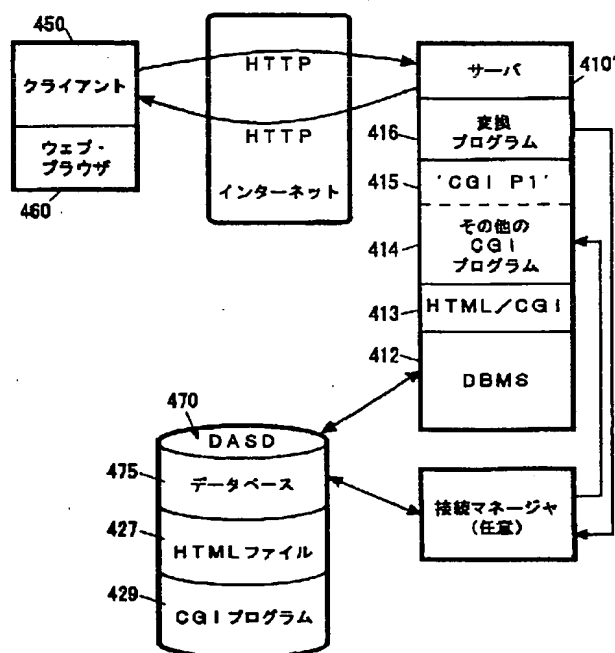 450
クライアント
ウェブ・
ブラウザ
460
HTTP
HTTP
インターネット
サーバ
410'
416
変換
プログラム
415
'CGI P1'
414
その他の
CGI
プログラム
413
HTML/CGI
412
DBMS
470
DASD
475
データベース
427
HTMLファイル
429
CGIプログラム
接続マネージャ
(任意)